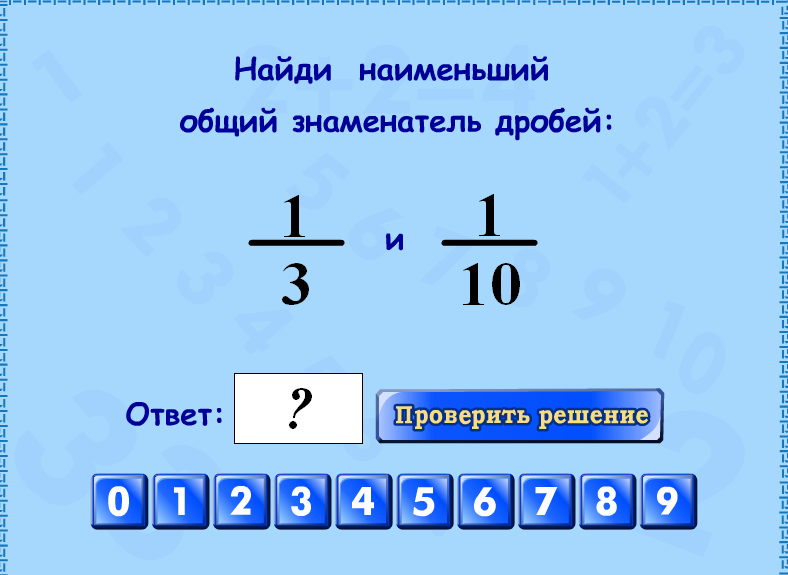 Найди наименьший
общий знаменатель дробей:
1 1
и
3 10
Ответ: ? Проверить решение
0 1 2 3 4 5 6 7 8 9